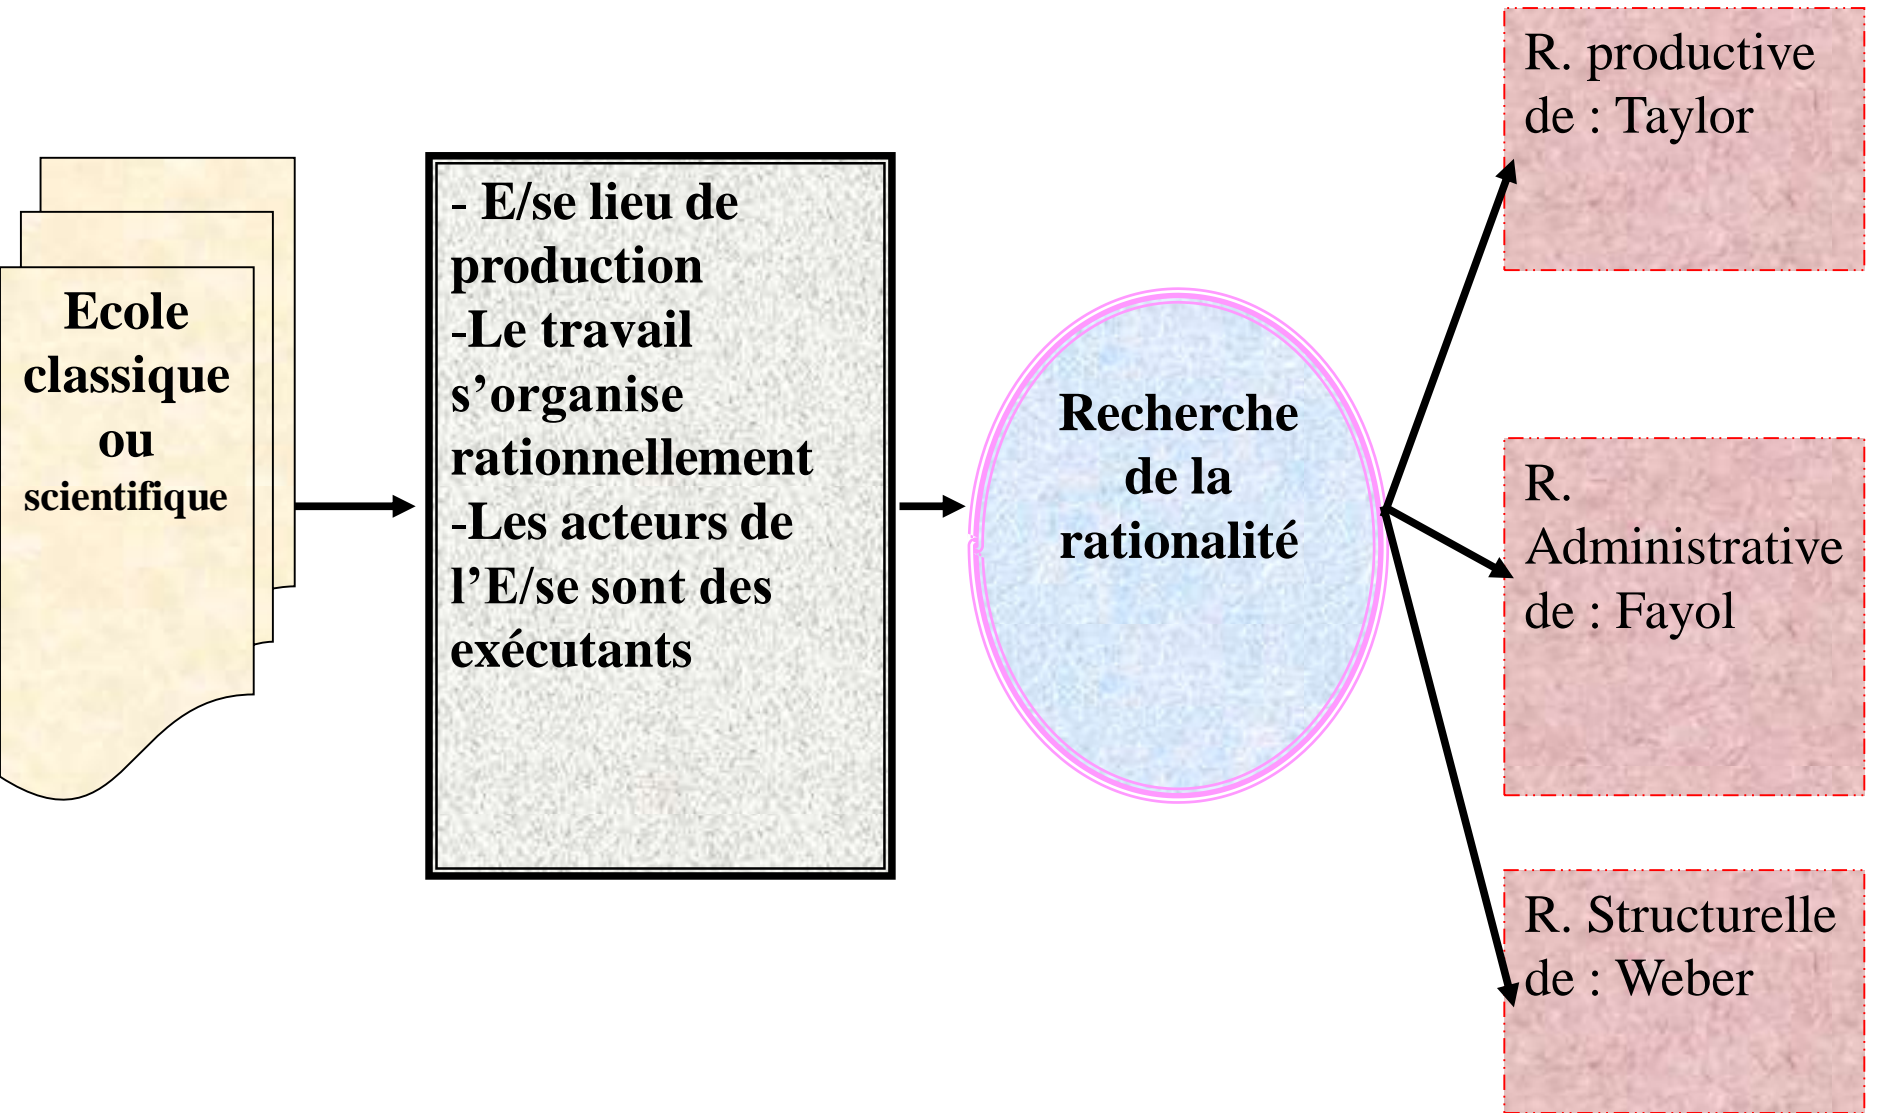 Ecole
classique
ou
scientifique
- E/se lieu de
production
-Le travail
s’organise
rationnellement
-Les acteurs de
l’E/se sont des
exécutants
Recherche
de la
rationalité
R. productive
de : Taylor
R.
Administrative
de : Fayol
R. Structurelle
de : Weber